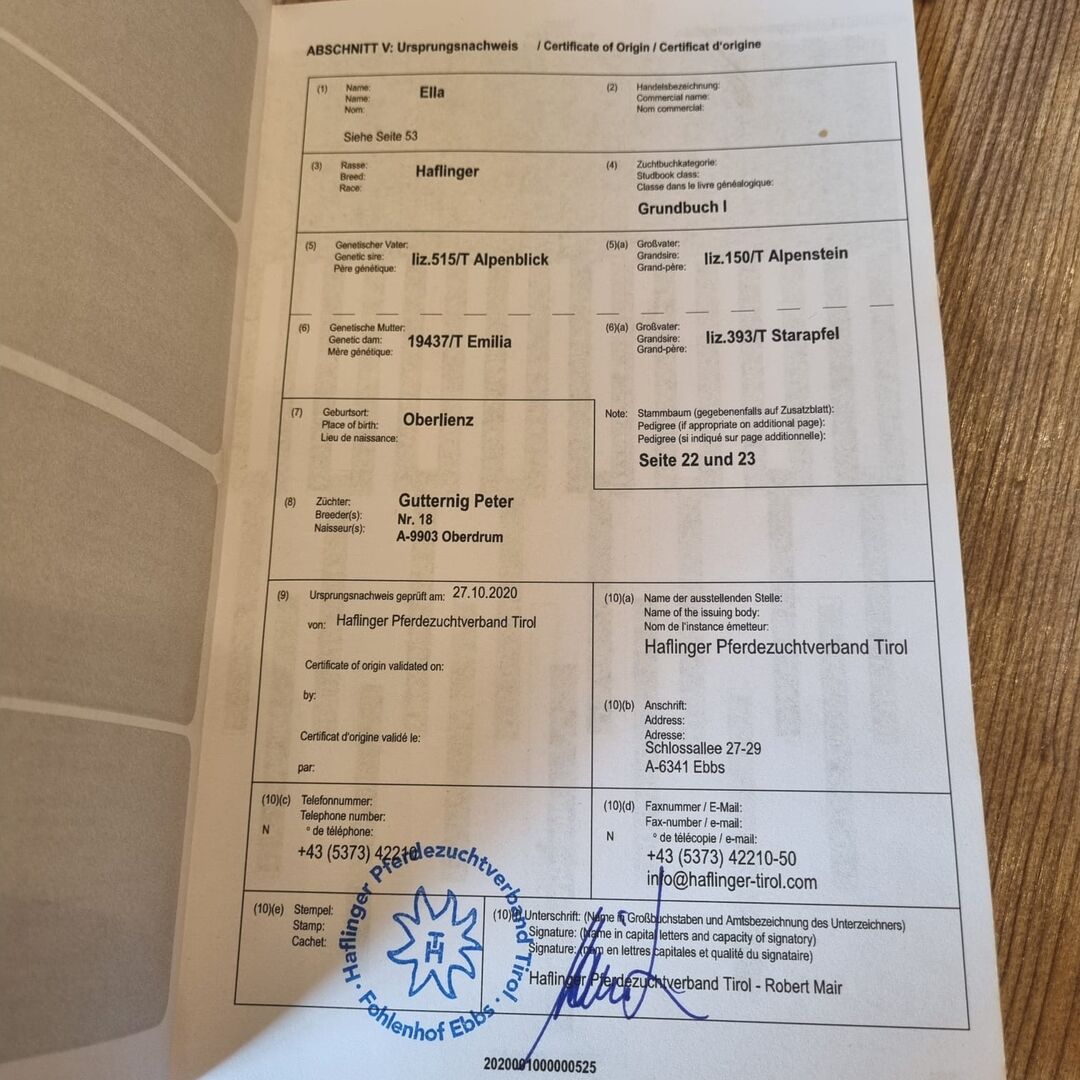 ABSCHNITT V: Ursprungsnachweis / Certificate of Origin / Certificat d'origine
(1) Name: Ella
Name:
Nom:
Siehe Seite 53
(2) Handelsbezeichnung:
Commercial name:
Nom commercial:
(3) Rasse: Haflinger
Breed:
Race:
(4) Zuchtbuchkategorie:
Studbook class:
Classe dans le livre généalogique:
Grundbuch I
(5) Genetischer Vater:
Genetic sire: liz.515/T Alpenblick
Père génétique:
(5)(a) Großvater:
Grandsire: liz.150/T Alpenstein
Grand-père:
(6) Genetische Mutter:
Genetic dam: 19437/T Emilia
Mère génétique:
(6)(a) Großvater:
Grandsire: liz.393/T Starapfel
Grand-père:
(7) Geburtsort:
Place of birth: Oberlienz
Lieu de naissance:
Note: Stammbaum (gegebenenfalls auf Zusatzblatt):
Pedigree (if appropriate on additional page):
Pedigree (si indiqué sur page additionnelle):
Seite 22 und 23
(8) Züchter: Gutternig Peter
Breeder(s): Nr. 18
Naisseur(s): A-9903 Oberdrum
(9) Ursprungsnachweis geprüft am: 27.10.2020
von: Haflinger Pferdezuchtverband Tirol
Certificate of origin validated on:
by:
Certificat d'origine validé le:
par:
(10)(a) Name der ausstellenden Stelle:
Name of the issuing body:
Nom de l'instance émetteur:
Haflinger Pferdezuchtverband Tirol
(10)(b) Anschrift:
Address:
Adresse:
Schlossallee 27-29
A-6341 Ebbs
(10)(c) Telefonnummer:
Telephone number:
N ° de téléphone:
+43 (5373) 42210
(10)(d) Faxnummer / E-Mail:
Fax-number / e-mail:
N ° de télécopie / e-mail:
+43 (5373) 42210-50
info@haflinger-tirol.com
(10)(e) Stempel:
Stamp:
Cachet:
Haflinger Pferdezuchtverband Tirol
· Fohlenhof Ebbs ·
H
(10)(f) Unterschrift: (Name in Großbuchstaben und Amtsbezeichnung des Unterzeichners)
Signature: (Name in capital letters and capacity of signatory)
Signature: (nom en lettres capitales et qualité du signataire)
Haflinger Pferdezuchtverband Tirol - Robert Mair
2020001000000525